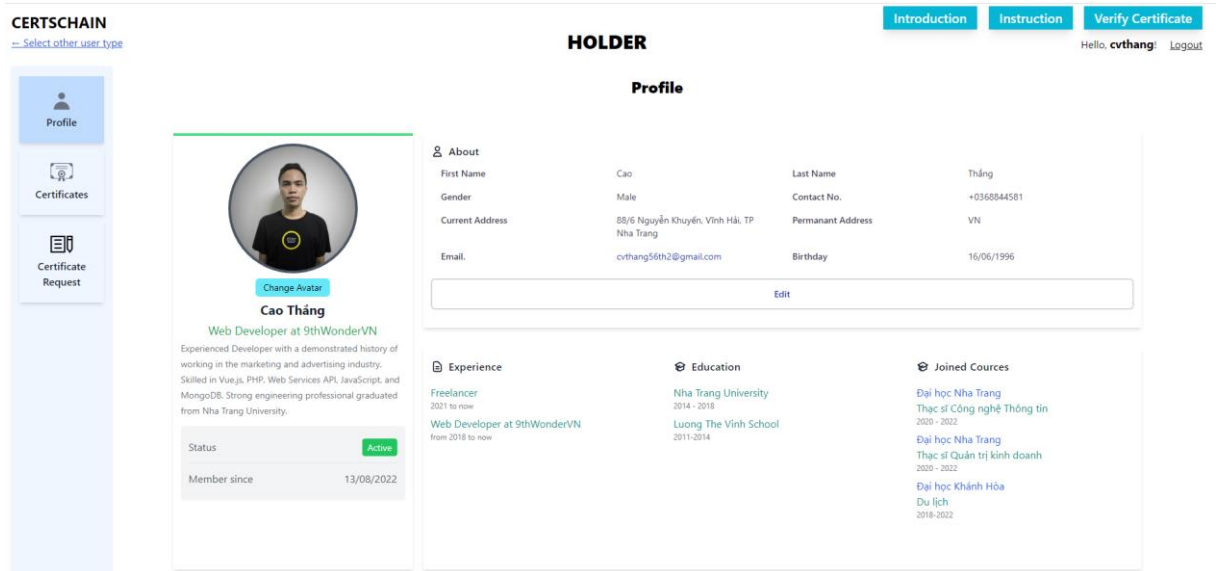 CERTSCHAIN
← Select other user type
HOLDER
Introduction
Instruction
Verify Certificate
Hello, cvthang! Logout
Profile
Certificates
Certificate
Request
Profile
Change Avatar
Cao Thắng
Web Developer at 9thWonderVN
Experienced Developer with a demonstrated history of
working in the marketing and advertising industry.
Skilled in Vue.js, PHP, Web Services API, JavaScript, and
MongoDB. Strong engineering professional graduated
from Nha Trang University.
Status Active
Member since 13/08/2022
About
First Name Cao Last Name Thắng
Gender Male Contact No. +0368844581
Current Address 88/6 Nguyễn Khuyến, Vĩnh Hải, TP Permanant Address VN
Nha Trang
Email. cvthang56th2@gmail.com Birthday 16/06/1996
Edit
Experience
Freelancer
2021 to now
Web Developer at 9thWonderVN
from 2018 to now
Education
Nha Trang University
2014 - 2018
Luong The Vinh School
2011-2014
Joined Cources
Đại học Nha Trang
Thạc sĩ Công nghệ Thông tin
2020 - 2022
Đại học Nha Trang
Thạc sĩ Quản trị kinh doanh
2020 - 2022
Đại học Khánh Hòa
Du lịch
2018-2022